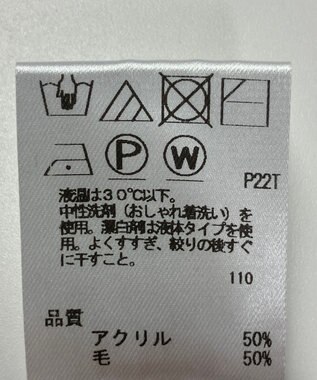 P W
P22T
液温は30℃以下。
中性洗剤（おしゃれ着洗い）を
使用。漂白剤は液体タイプを使
用。よくすすぎ、絞りの後すぐ
に干すこと。
110
品質
アクリル 50%
毛 50%